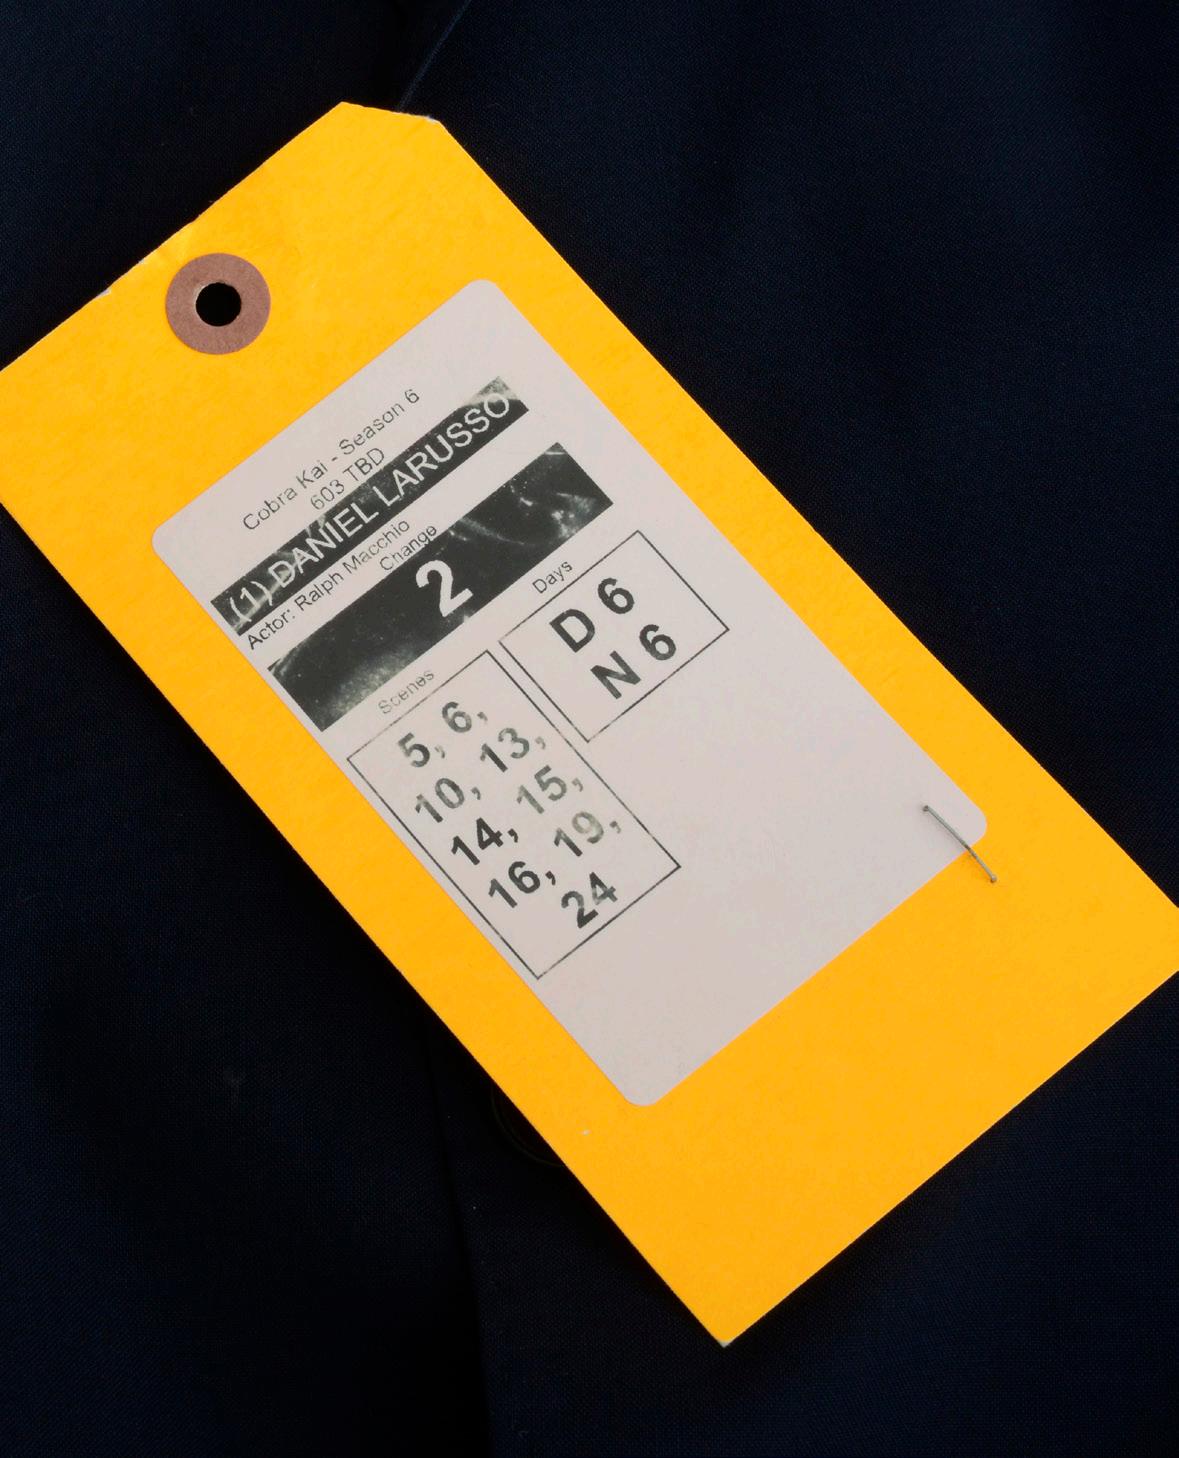 Cobra Kai - Season 6
603 TBD
(1) DANIEL LARUSSO
Actor: Ralph Macchio
Change
2
Scenes
5, 6,
10, 13,
14, 15,
16, 19,
24
Days
D 6
N 6